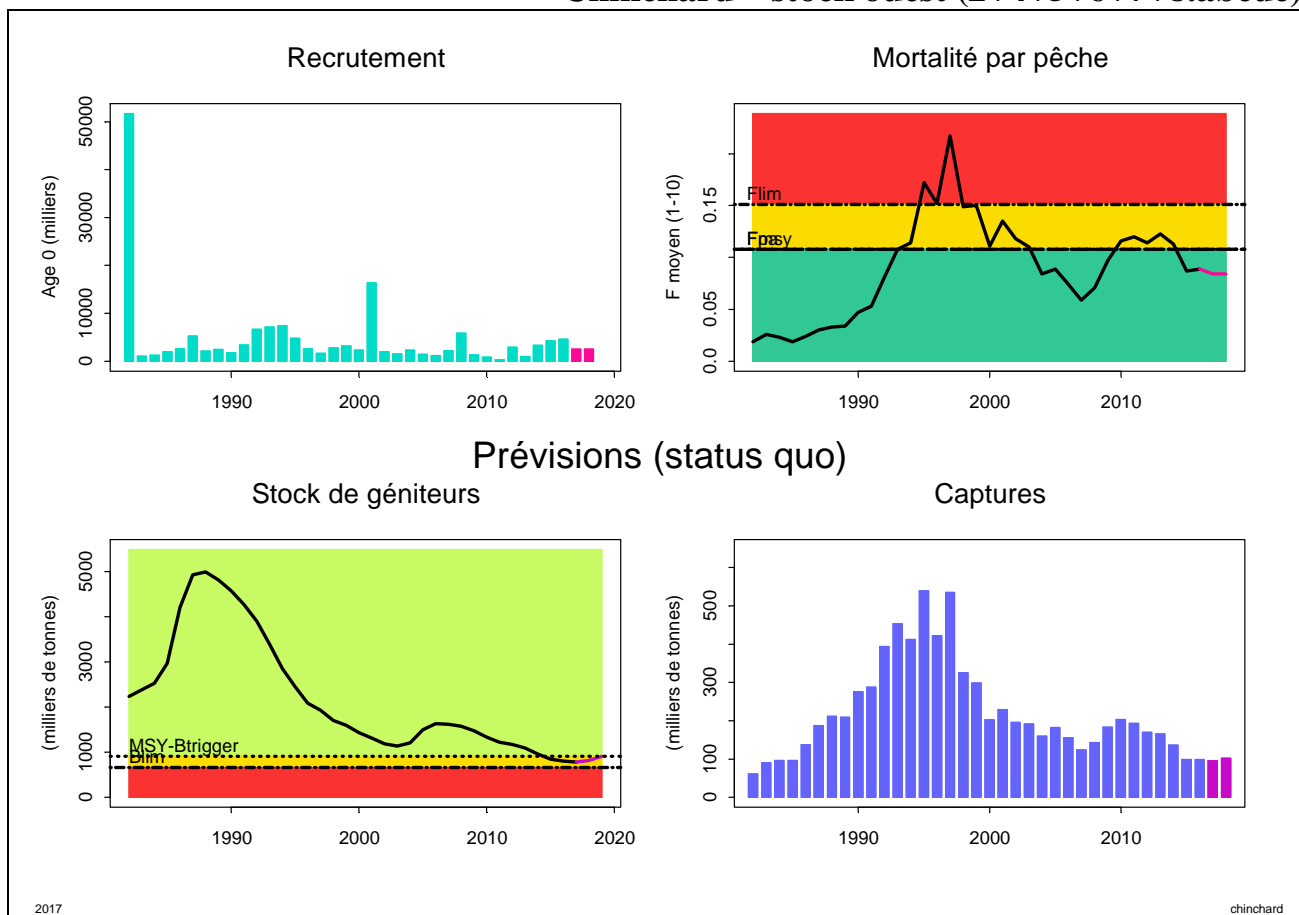 Recrutement
Age 0 (milliers)
0 10000 30000 50000
1990 2000 2010 2020
Mortalité par pêche
F moyen (1-10)
0.0 0.05 0.15
Flim
1990 2000 2010
Prévisions (status quo)
Stock de géniteurs
(milliers de tonnes)
0 1000 3000 5000
MSY-Btrigger
Blim
1990 2000 2010 2020
Captures
(milliers de tonnes)
0 100 300 500
1990 2000 2010
2017 chinchard